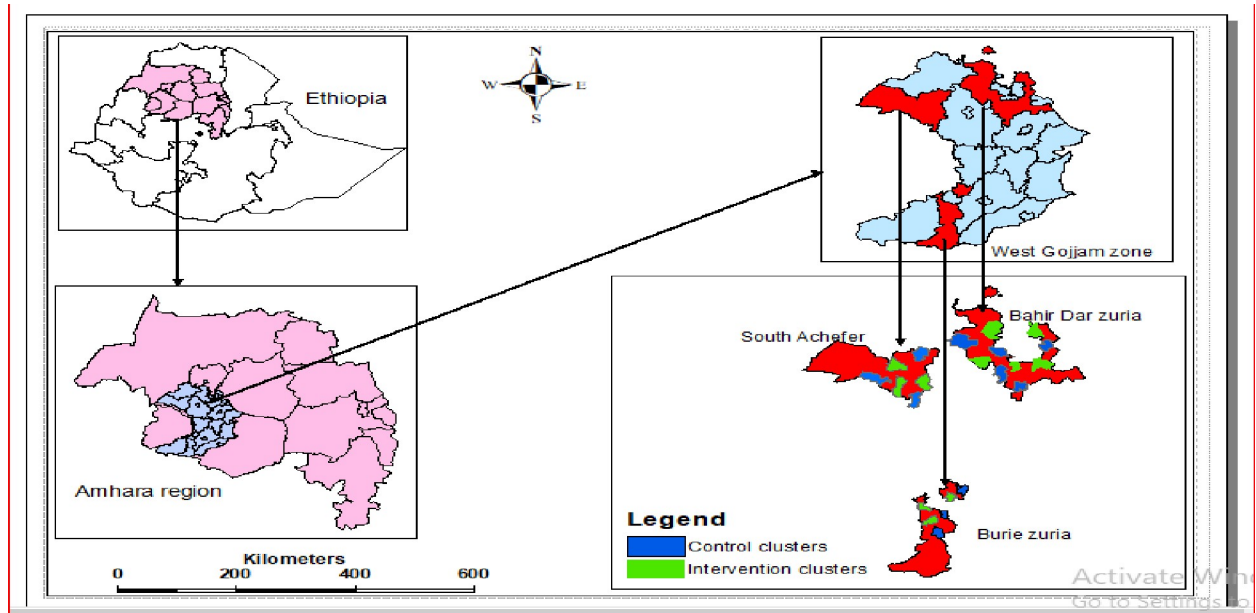 Ethiopia
N
W
E
S
West Gojjam zone
Amhara region
South Achefer
Bahir Dar zuria
Burie zuria
Legend
Control clusters
Intervention clusters
Kilometers
0 200 400 600
Activate Win
Go to Settings to